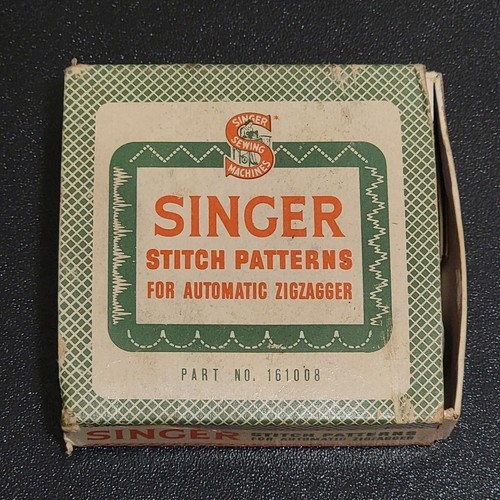 SINGER
SEWING
MACHINES
SINGER
STITCH PATTERNS
FOR AUTOMATIC ZIGZAGGER
PART NO. 161008
SINGER
STITCH PATTERNS
FOR AUTOMATIC ZIGZAGGER